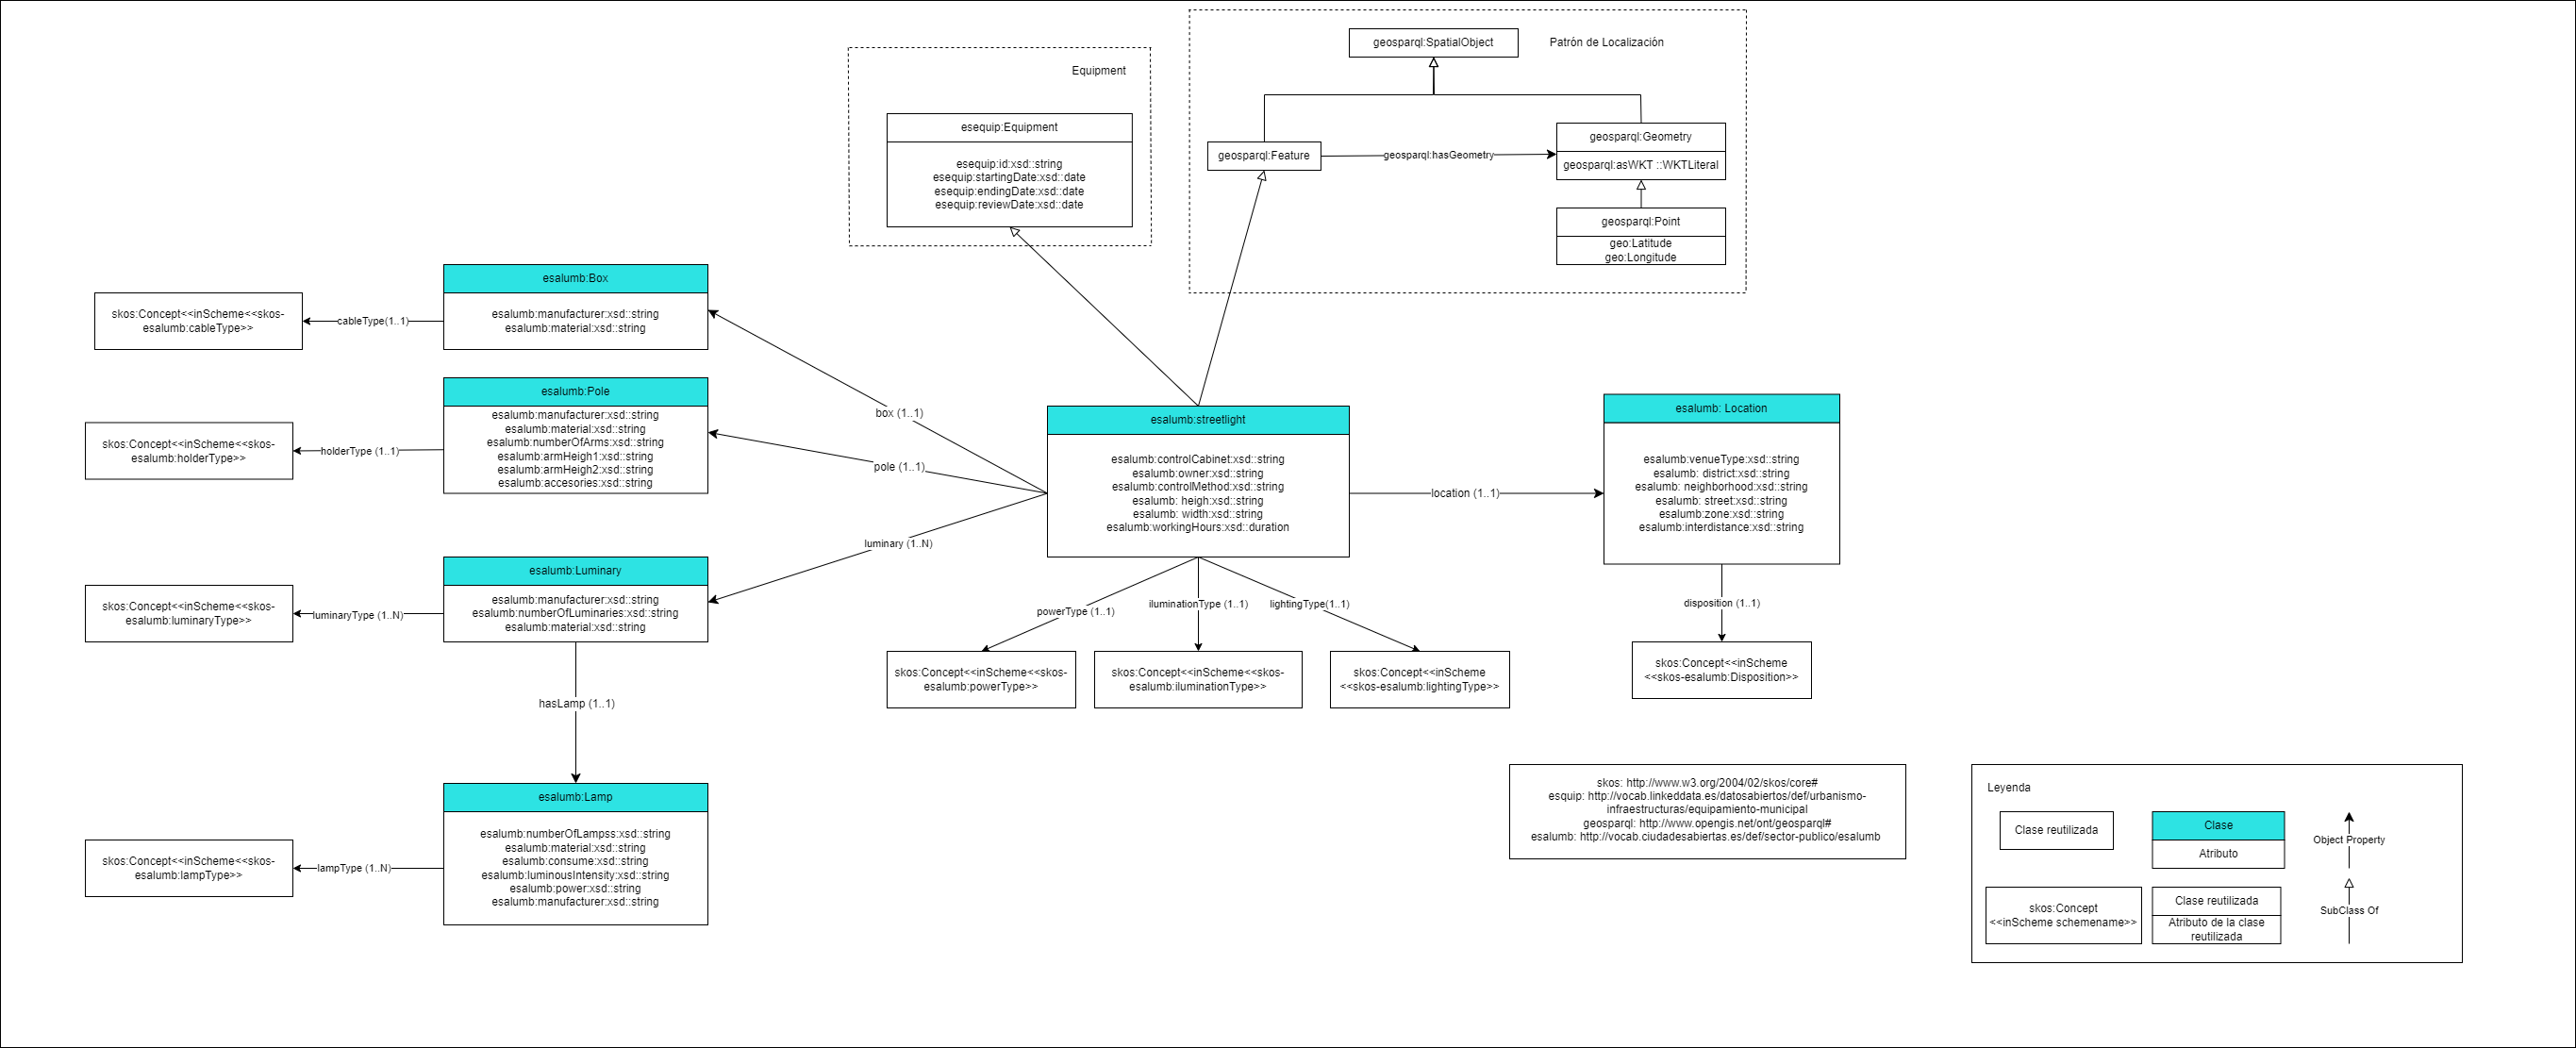 geosparql:SpatialObject
Patrón de Localización
Equipment
esequip:Equipment
esequip:id:xsd::string
esequip:startingDate:xsd::date
esequip:endingDate:xsd::date
esequip:reviewDate:xsd::date
geosparql:Feature
geosparql:hasGeometry
geosparql:Geometry
geosparql:asWKT ::WKTLiteral
geosparql:Point
geo:Latitude
geo:Longitude
esalumb:Box
esalumb:manufacturer:xsd::string
esalumb:material:xsd::string
cableType(1..1)
skos:Concept<<inScheme<<skos-
esalumb:cableType>>
esalumb:Pole
esalumb:manufacturer:xsd::string
esalumb:material:xsd::string
esalumb:numberOfArms:xsd::string
esalumb:armHeigh1:xsd::string
esalumb:armHeigh2:xsd::string
esalumb:accesories:xsd::string
holderType (1..1)
skos:Concept<<inScheme<<skos-
esalumb:holderType>>
box (1..1)
pole (1..1)
luminary (1..N)
esalumb:streetlight
esalumb:controlCabinet:xsd::string
esalumb:owner:xsd::string
esalumb:controlMethod:xsd::string
esalumb: heigh:xsd::string
esalumb: width:xsd::string
esalumb:workingHours:xsd::duration
location (1..1)
esalumb: Location
esalumb:venueType:xsd::string
esalumb: district:xsd::string
esalumb: neighborhood:xsd::string
esalumb: street:xsd::string
esalumb:zone:xsd::string
esalumb:interdistance:xsd::string
esalumb:Luminary
esalumb:manufacturer:xsd::string
esalumb:numberOfLuminaries:xsd::string
esalumb:material:xsd::string
luminaryType (1..N)
skos:Concept<<inScheme<<skos-
esalumb:luminaryType>>
powerType (1..1)
iluminationType (1..1)
lightingType(1..1)
disposition (1..1)
skos:Concept<<inScheme<<skos-
esalumb:powerType>>
skos:Concept<<inScheme<<skos-
esalumb:iluminationType>>
skos:Concept<<inScheme
<<skos-esalumb:lightingType>>
skos:Concept<<inScheme
<<skos-esalumb:Disposition>>
hasLamp (1..1)
esalumb:Lamp
esalumb:numberOfLampss:xsd::string
esalumb:material:xsd::string
esalumb:consume:xsd::string
esalumb:luminousIntensity:xsd::string
esalumb:power:xsd::string
esalumb:manufacturer:xsd::string
lampType (1..N)
skos:Concept<<inScheme<<skos-
esalumb:lampType>>
skos: http://www.w3.org/2004/02/skos/core#
esquip: http://vocab.linkeddata.es/datosabiertos/def/urbanismo-
infraestructuras/equipamiento-municipal
geosparql: http://www.opengis.net/ont/geosparql#
esalumb: http://vocab.ciudadesabiertas.es/def/sector-publico/esalumb
Leyenda
Clase reutilizada
Clase
Atributo
Object Property
skos:Concept
<<inScheme schemename>>
Clase reutilizada
Atributo de la clase
reutilizada
SubClass Of